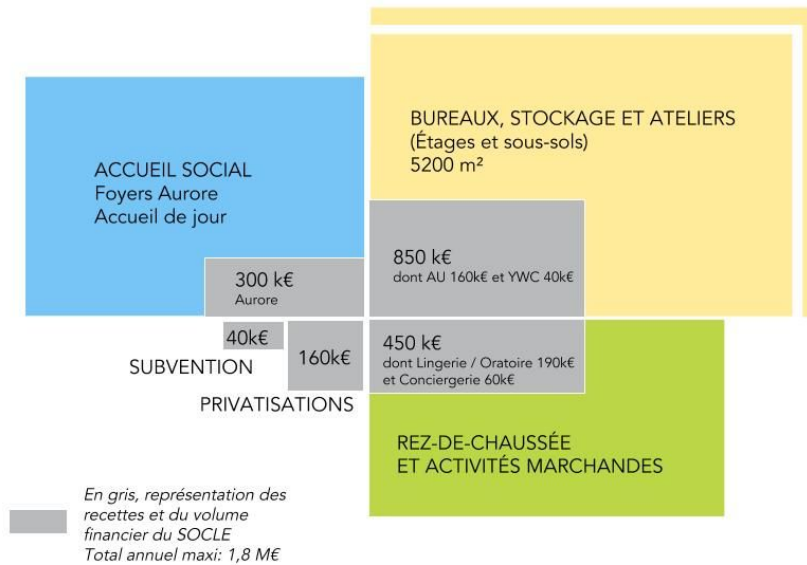 ACCUEIL SOCIAL
Foyers Aurore
Accueil de jour
BUREAUX, STOCKAGE ET ATELIERS
(Étages et sous-sols)
5200 m²
300 k€
Aurore
850 k€
dont AU 160k€ et YWC 40k€
40k€
SUBVENTION
160k€
PRIVATISATIONS
450 k€
dont Lingerie / Oratoire 190k€
et Conciergerie 60k€
REZ-DE-CHAUSSÉE
ET ACTIVITÉS MARCHANDES
En gris, représentation des
recettes et du volume
financier du SOCLE
Total annuel maxi: 1,8 M€